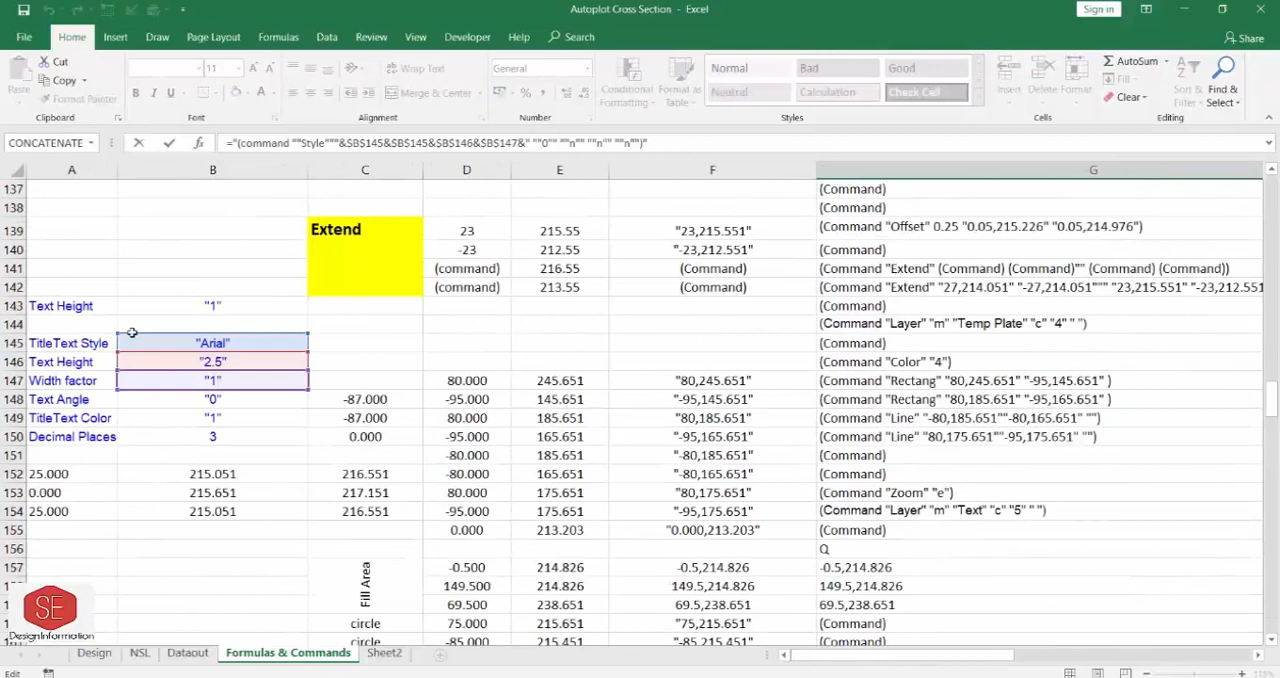 Autoplot Cross Section - Excel
Sign in
File Home Insert Draw Page Layout Formulas Data Review View Developer Help Search Share
Cut
Copy
Format Painter
Paste
Clipboard
11
B I U
Font
Wrap Text
Merge & Center
Alignment
General
Number
Conditional Formatting
Format as Table
Normal Bad Good
Neutral Calculation Check Cell
Styles
Insert Delete Format
Cells
AutoSum
Fill
Clear
Sort & Filter
Find & Select
Editing
CONCATENATE ="(command ""Style"""&$B$145&$B$145&$B$146&$B$147&" ""0"" ""n"" ""n"" ""n"")"
A B C D E F G
137 (Command)
138 (Command)
139 Extend 23 215.55 "23,215.551" (Command "Offset" 0.25 "0.05,215.226" "0.05,214.976")
140 -23 212.55 "-23,212.551" (Command)
141 (command) 216.55 (Command) (Command "Extend" (Command) (Command)"" (Command) (Command))
142 (command) 213.55 (Command) (Command "Extend" "27,214.051" "-27,214.051""" "23,215.551" "-23,212.551
143 Text Height "1" (Command)
144 (Command "Layer" "m" "Temp Plate" "c" "4" " ")
145 TitleText Style "Arial" (Command)
146 Text Height "2.5" (Command "Color" "4")
147 Width factor "1" 80.000 245.651 "80,245.651" (Command "Rectang" "80,245.651" "-95,145.651" )
148 Text Angle "0" -87.000 -95.000 145.651 "-95,145.651" (Command "Rectang" "80,185.651" "-95,165.651" )
149 TitleText Color "1" -87.000 80.000 185.651 "80,185.651" (Command "Line" "-80,185.651""-80,165.651" "")
150 Decimal Places 3 0.000 -95.000 165.651 "-95,165.651" (Command "Line" "80,175.651""-95,175.651" "")
151 -80.000 185.651 "-80,185.651" (Command)
152 25.000 215.051 216.551 -80.000 165.651 "-80,165.651" (Command)
153 0.000 215.651 217.151 80.000 175.651 "80,175.651" (Command "Zoom" "e")
154 25.000 215.051 216.551 -95.000 175.651 "-95,175.651" (Command "Layer" "m" "Text" "c" "5" " ")
155 0.000 213.203 "0.000,213.203" (Command)
156 Q
157 Fill Area -0.500 214.826 -0.5,214.826 -0.5,214.826
149.500 214.826 149.5,214.826 149.5,214.826
69.500 238.651 69.5,238.651 69.5,238.651
circle 75.000 215.651 "75,215.651" (Command)
circle -85.000 215.451 "-85,215.451" (Command)
SE
DesignInformation
Design NSL Dataout Formulas & Commands Sheet2
Edit
115%